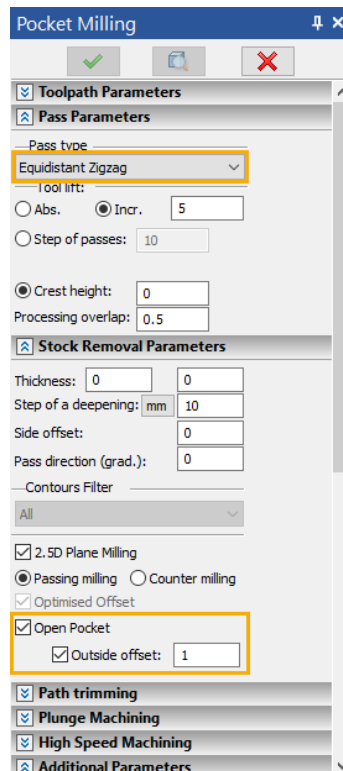 Pocket Milling
Toolpath Parameters
Pass Parameters
Pass type
Equidistant Zigzag
Tool lift:
Abs. Incr. 5
Step of passes: 10
Crest height: 0
Processing overlap: 0.5
Stock Removal Parameters
Thickness: 0 0
Step of a deepening: mm 10
Side offset: 0
Pass direction (grad.): 0
Contours Filter
All
2.5D Plane Milling
Passing milling Counter milling
Optimised Offset
Open Pocket
Outside offset: 1
Path trimming
Plunge Machining
High Speed Machining
Additional Parameters